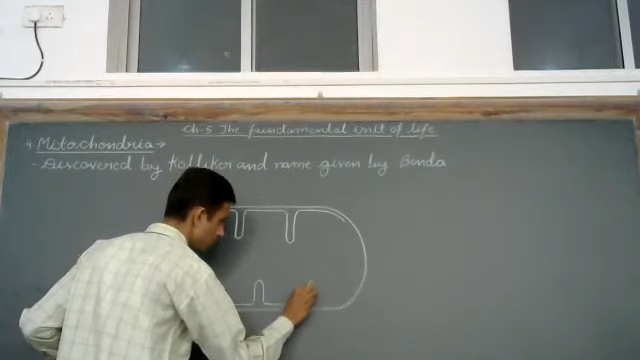 Ch-5 The fundamental Unit of life
4. Mitochondria →
- Discovered by Kolliker and name given by Benda